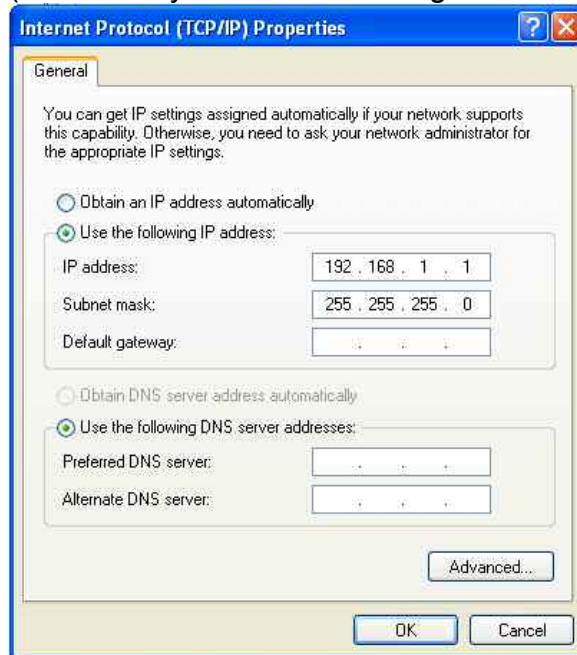 Internet Protocol (TCP/IP) Properties
General
You can get IP settings assigned automatically if your network supports
this capability. Otherwise, you need to ask your network administrator for
the appropriate IP settings.
Obtain an IP address automatically
Use the following IP address:
IP address: 192 . 168 . 1 . 1
Subnet mask: 255 . 255 . 255 . 0
Default gateway: . . .
Obtain DNS server address automatically
Use the following DNS server addresses:
Preferred DNS server: . . .
Alternate DNS server: . . .
Advanced...
OK Cancel